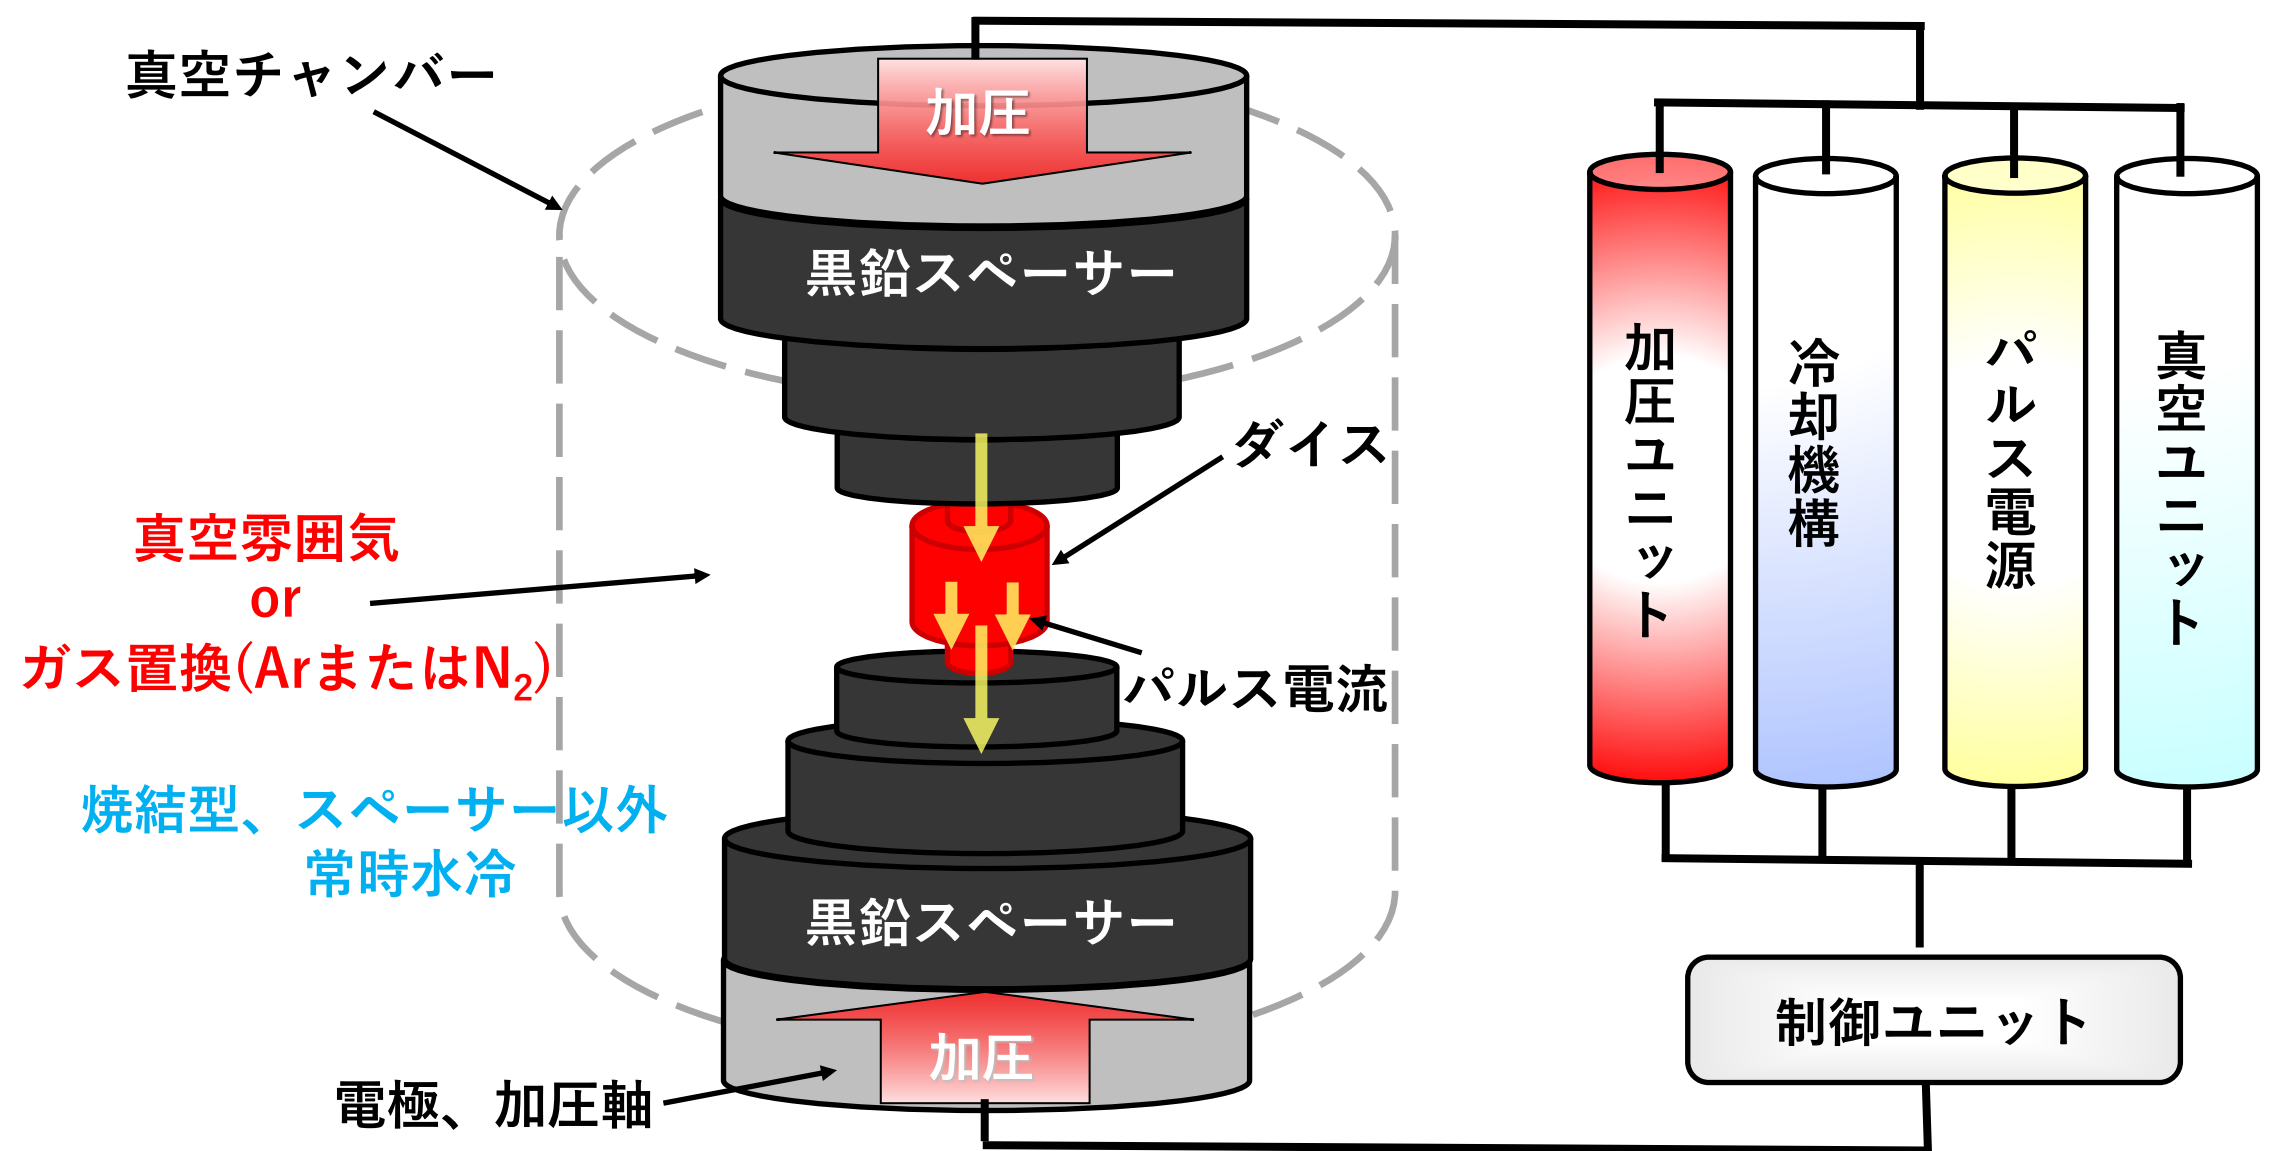 真空チャンバー
加圧
黒鉛スペーサー
ダイス
真空雰囲気
or
ガス置換(ArまたはN₂)
パルス電流
焼結型、スペーサー以外
常時水冷
黒鉛スペーサー
加圧
電極、加圧軸
加圧ユニット
冷却機構
パルス電源
真空ユニット
制御ユニット